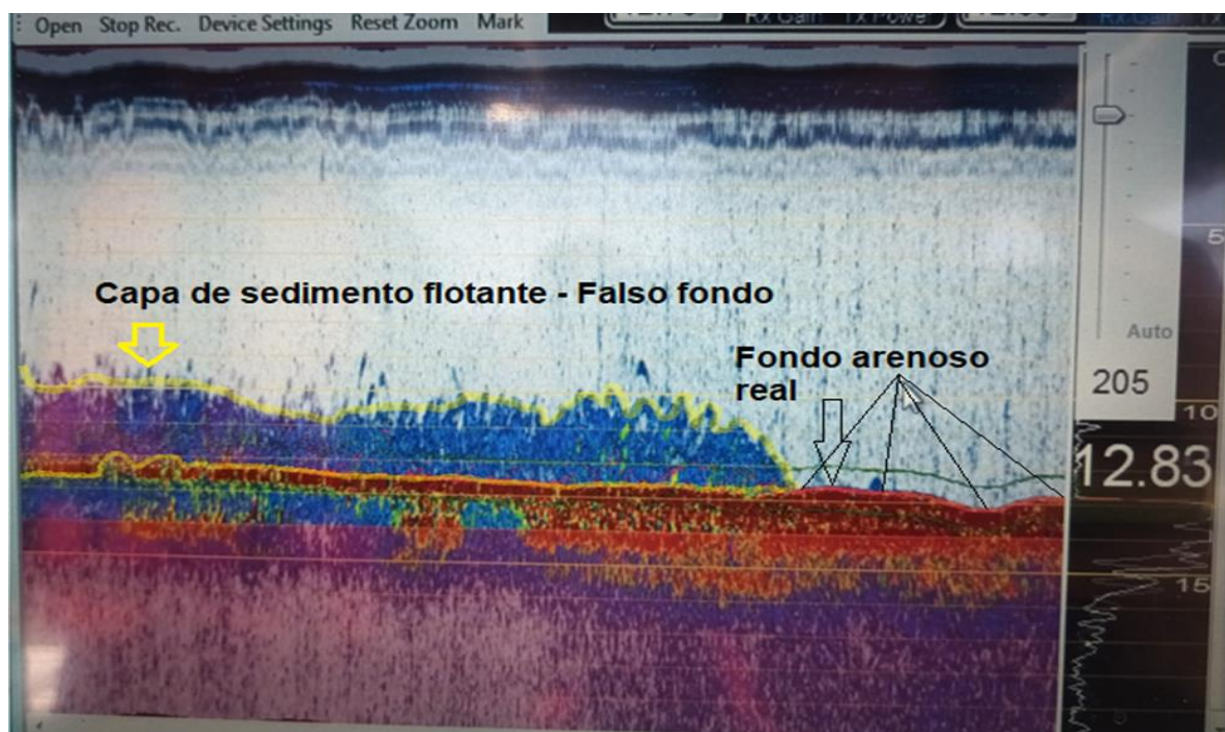 Open Stop Rec. Device Settings Reset Zoom Mark
Rx Gain Tx Power
Capa de sedimento flotante - Falso fondo
Fondo arenoso
real
Auto
205
5
10
12.83
15